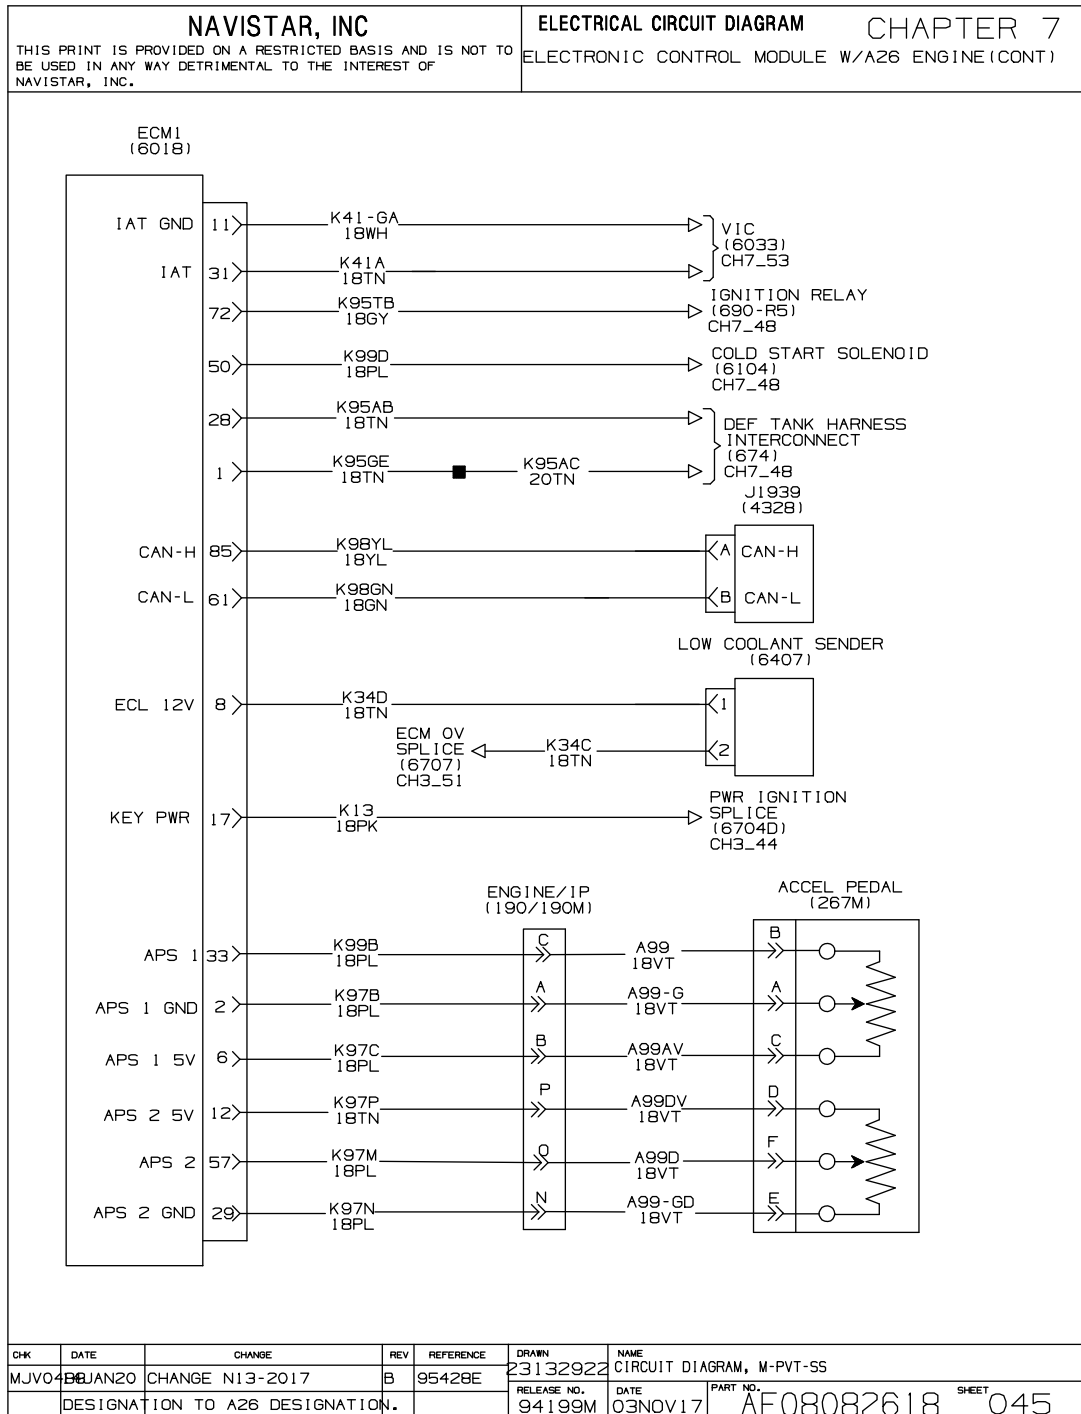 NAVISTAR, INC
THIS PRINT IS PROVIDED ON A RESTRICTED BASIS AND IS NOT TO
BE USED IN ANY WAY DETRIMENTAL TO THE INTEREST OF
NAVISTAR, INC.
ELECTRICAL CIRCUIT DIAGRAM
CHAPTER 7
ELECTRONIC CONTROL MODULE W/A26 ENGINE(CONT)
ECM1
(6018)
IAT GND 11
K41-GA
18WH
IAT 31
K41A
18TN
VIC
(6033)
CH7_53
72
K95TB
18GY
IGNITION RELAY
(690-R5)
CH7_48
50
K99D
18PL
COLD START SOLENOID
(6104)
CH7_48
28
K95AB
18TN
1
K95GE
18TN
K95AC
20TN
DEF TANK HARNESS
INTERCONNECT
(674)
CH7_48
J1939
(4328)
CAN-H 85
K98YL
18YL
A CAN-H
CAN-L 61
K98GN
18GN
B CAN-L
LOW COOLANT SENDER
(6407)
ECL 12V 8
K34D
18TN
1
ECM 0V
SPLICE
(6707)
CH3_51
K34C
18TN
2
KEY PWR 17
K13
18PK
PWR IGNITION
SPLICE
(6704D)
CH3_44
ENGINE/IP
(190/190M)
ACCEL PEDAL
(267M)
APS 1 33
K99B
18PL
C
A99
18VT
B
APS 1 GND 2
K97B
18PL
A
A99-G
18VT
A
APS 1 5V 6
K97C
18PL
B
A99AV
18VT
C
APS 2 5V 12
K97P
18TN
P
A99DV
18VT
D
APS 2 57
K97M
18PL
O
A99D
18VT
F
APS 2 GND 29
K97N
18PL
N
A99-GD
18VT
E
CHK DATE CHANGE REV REFERENCE
MJV04 JAN20 CHANGE N13-2017 B 95428E
DESIGNATION TO A26 DESIGNATION.
DRAWN
23132922
NAME
CIRCUIT DIAGRAM, M-PVT-SS
RELEASE NO.
94199M
DATE
03NOV17
PART NO.
AF08082618
SHEET
045